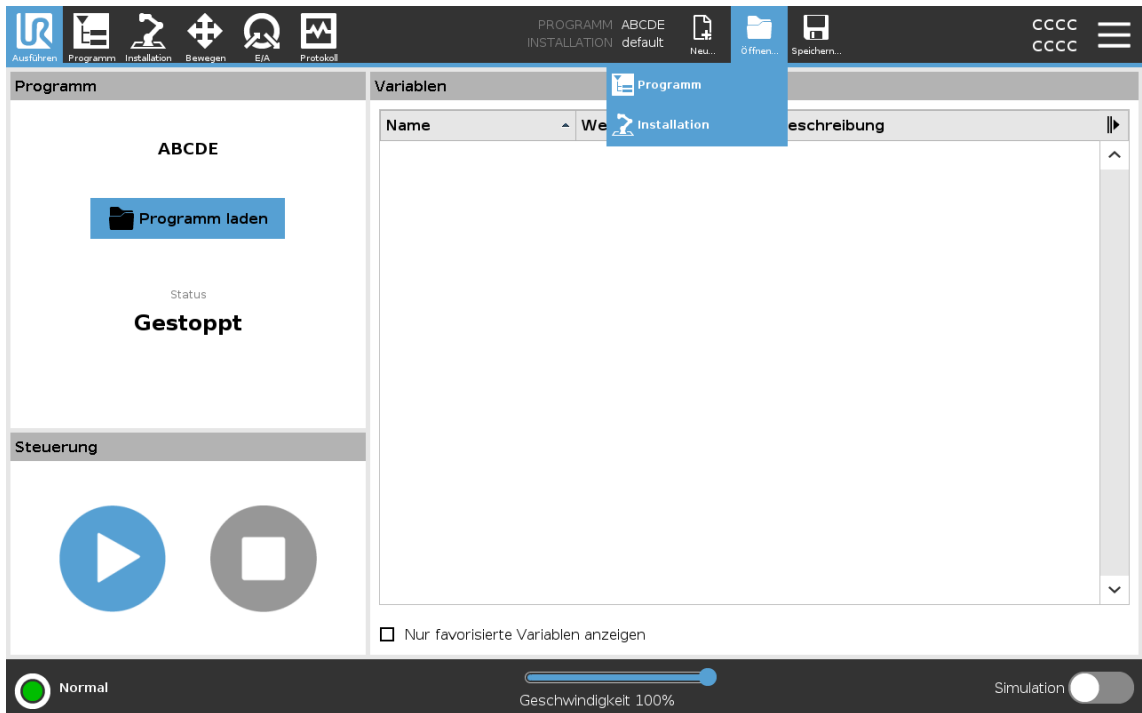 PROGRAMM ABCDE
INSTALLATION default
CCCC
CCCC
Ausführen Programm Installation Bewegen E/A Protokoll
Neu... Öffnen... Speichern...
Programm
Installation
Programm
ABCDE
Programm laden
Status
Gestoppt
Steuerung
Variablen
Name We eschreibung
Nur favorisierte Variablen anzeigen
Normal
Geschwindigkeit 100%
Simulation